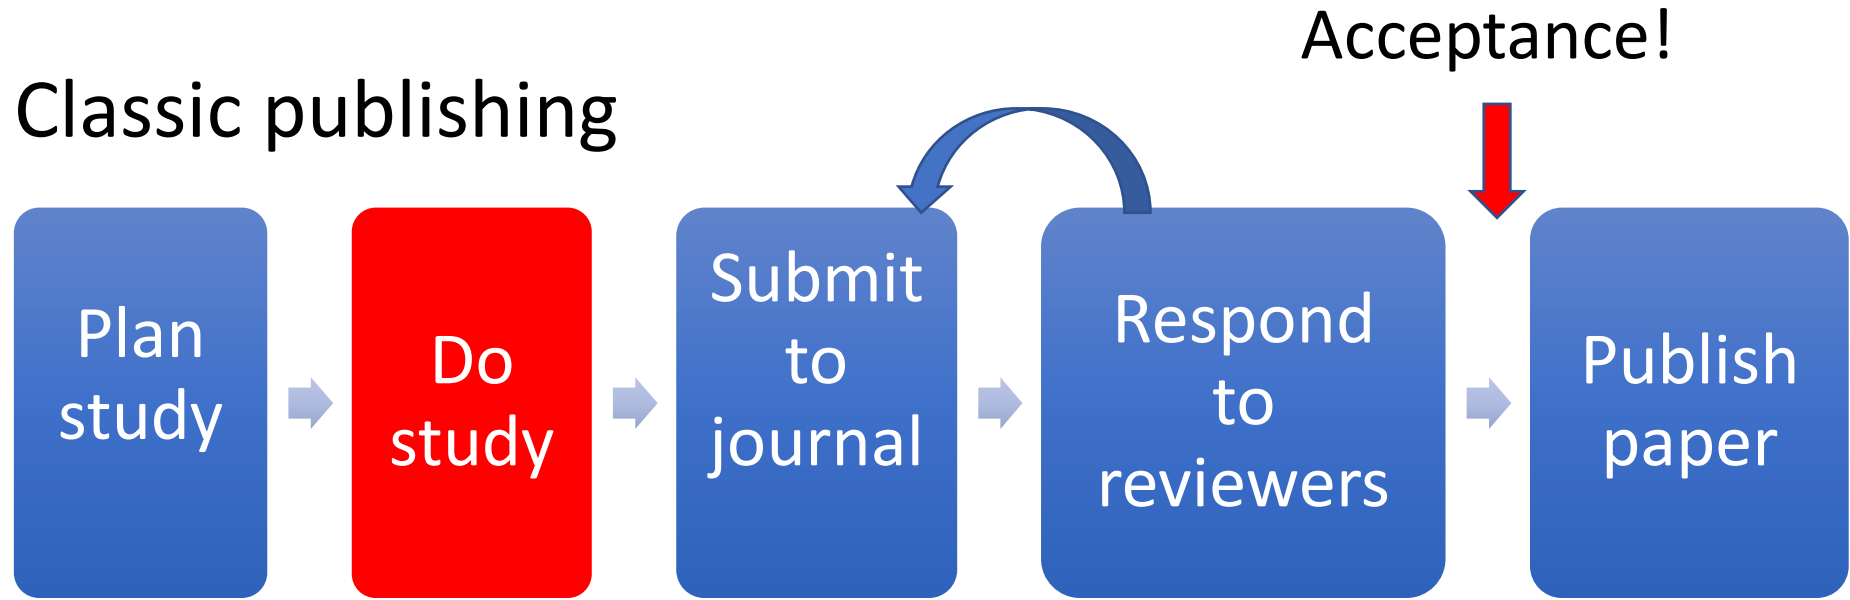 Acceptance!
Classic publishing
Plan
study
Do
study
Submit
to
journal
Respond
to
reviewers
Publish
paper